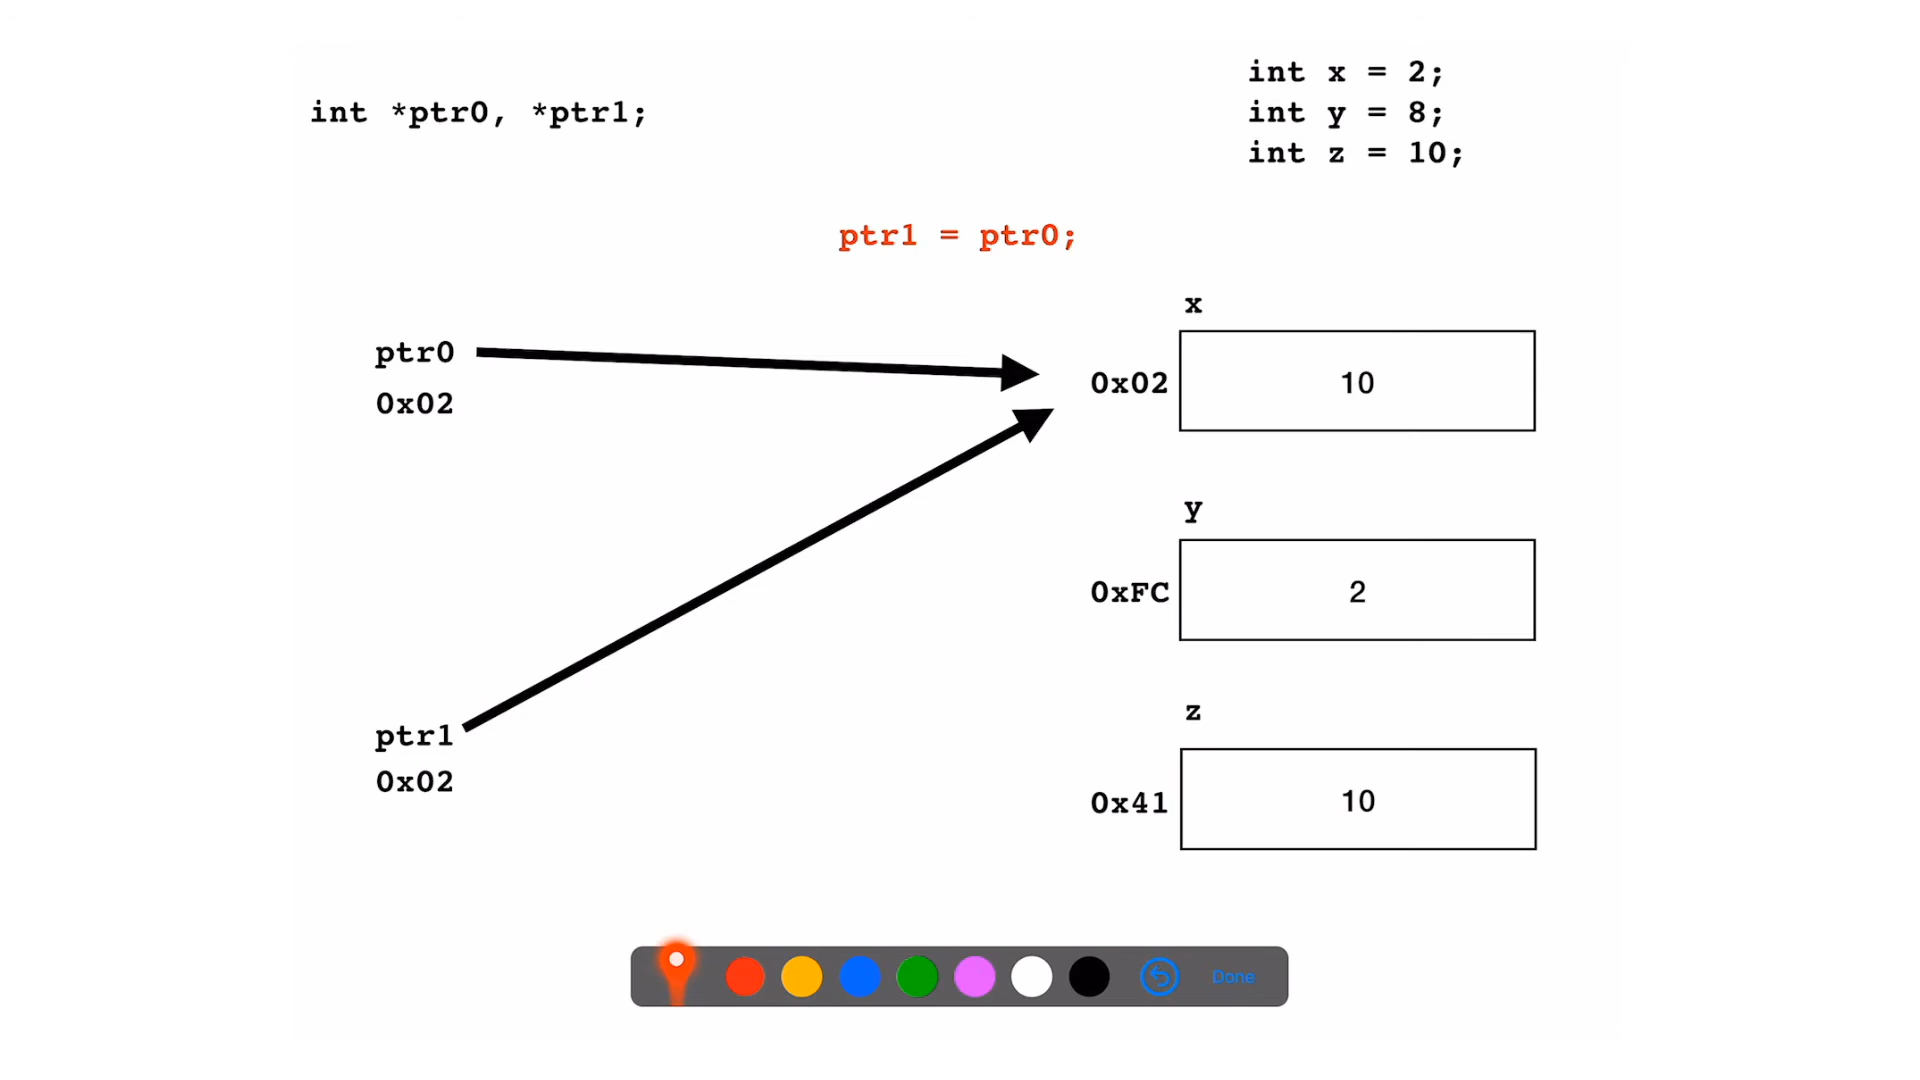 int *ptr0, *ptr1;
int x = 2;
int y = 8;
int z = 10;
ptr1 = ptr0;
ptr0
0x02
ptr1
0x02
x
0x02 10
y
0xFC 2
z
0x41 10
Done